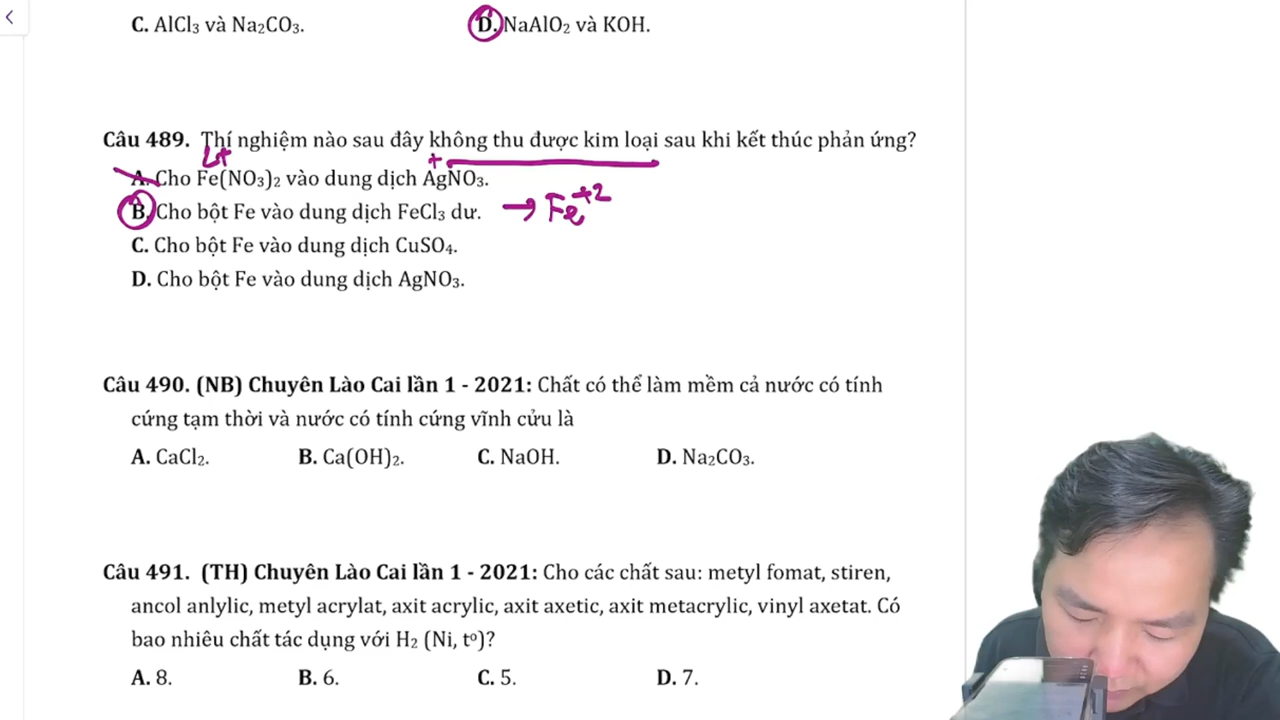 C. AlCl₃ và Na₂CO₃. D. NaAlO₂ và KOH.
Câu 489. Thí nghiệm nào sau đây không thu được kim loại sau khi kết thúc phản ứng?
2+ +
A. Cho Fe(NO₃)₂ vào dung dịch AgNO₃.
B. Cho bột Fe vào dung dịch FeCl₃ dư. → Fe⁺²
C. Cho bột Fe vào dung dịch CuSO₄.
D. Cho bột Fe vào dung dịch AgNO₃.
Câu 490. (NB) Chuyên Lào Cai lần 1 - 2021: Chất có thể làm mềm cả nước có tính
cứng tạm thời và nước có tính cứng vĩnh cửu là
A. CaCl₂. B. Ca(OH)₂. C. NaOH. D. Na₂CO₃.
Câu 491. (TH) Chuyên Lào Cai lần 1 - 2021: Cho các chất sau: metyl fomat, stiren,
ancol anlylic, metyl acrylat, axit acrylic, axit axetic, axit metacrylic, vinyl axetat. Có
bao nhiêu chất tác dụng với H₂ (Ni, tº)?
A. 8. B. 6. C. 5. D. 7.